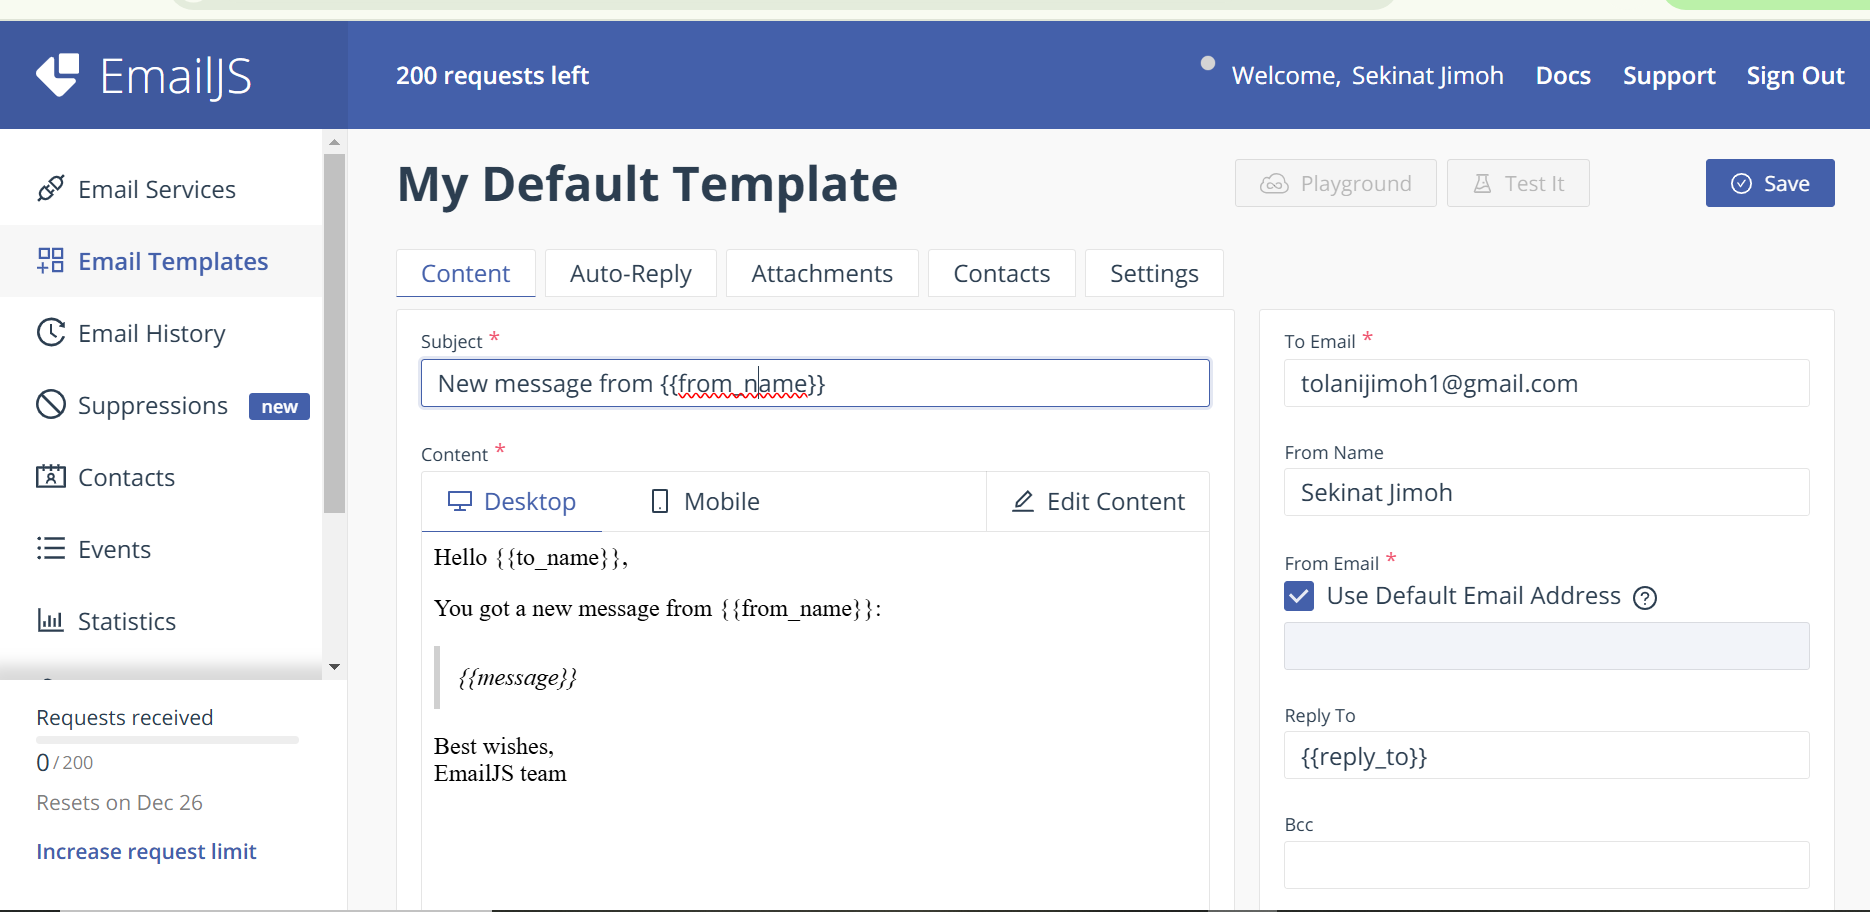 EmailJS
200 requests left
Welcome, Sekinat Jimoh
Docs
Support
Sign Out
Email Services
Email Templates
Email History
Suppressions new
Contacts
Events
Statistics
Requests received
0/200
Resets on Dec 26
Increase request limit
My Default Template
Playground
Test It
Save
Content
Auto-Reply
Attachments
Contacts
Settings
Subject *
New message from {{from_name}}
Content *
Desktop
Mobile
Edit Content
Hello {{to_name}},
You got a new message from {{from_name}}:
{{message}}
Best wishes,
EmailJS team
To Email *
tolanijimoh1@gmail.com
From Name
Sekinat Jimoh
From Email *
Use Default Email Address ?
Reply To
{{reply_to}}
Bcc